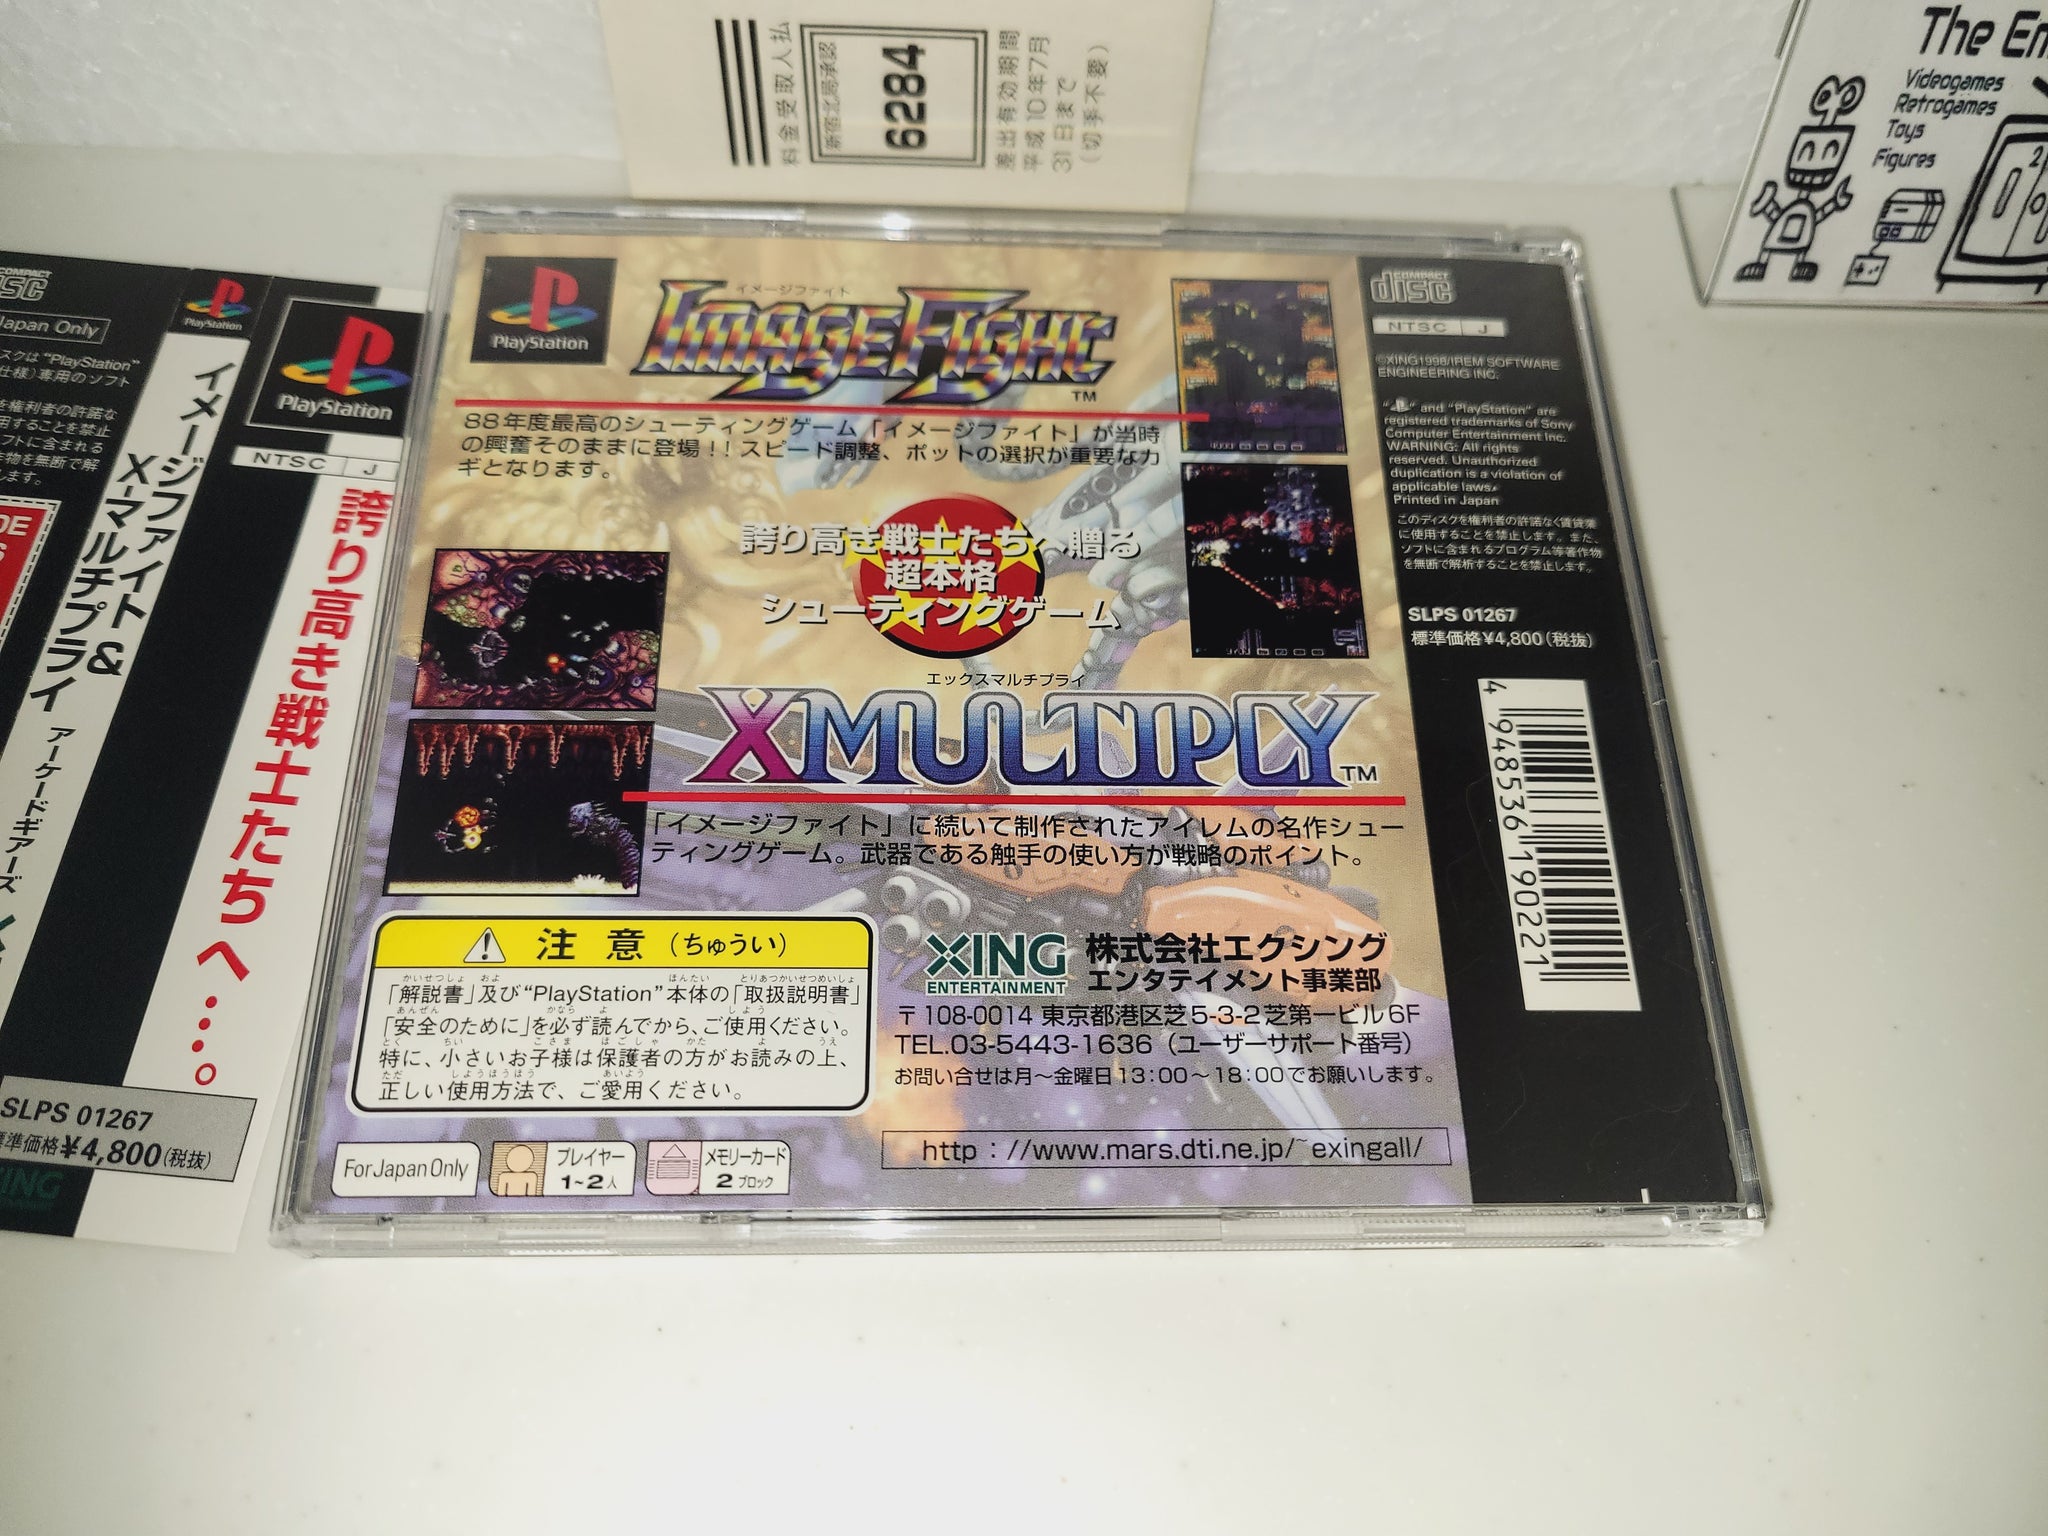 料金受取人払
新宿北局承認
6284
差出有効期間
平成10年7月
31日まで
(切手不要)
The En
Videogames
Retrogames
Toys
Figures
COMPACT
disc
Japan Only
PlayStation
イメージファイト&
X-マルチプライ
アーケードギアーズ
SLPS 01267
標準価格¥4,800(税抜)
XING
PlayStation
NTSC J
誇り高き戦士たちへ・・・・。
PlayStation
イメージファイト
IMAGE FIGHT™
88年度最高のシューティングゲーム「イメージファイト」が当時
の興奮そのままに登場!!スピード調整、ポットの選択が重要なカ
ギとなります。
誇り高き戦士たちへ贈る
超本格
シューティングゲーム
エックスマルチプライ
XMULTIPLY™
「イメージファイト」に続いて制作されたアイレムの名作シュー
ティングゲーム。武器である触手の使い方が戦略のポイント。
注意(ちゅうい)
「解説書」及び“PlayStation”本体の「取扱説明書」
「安全のために」を必ず読んでから、ご使用ください。
特に、小さいお子様は保護者の方がお読みの上、
正しい使用方法で、ご愛用ください。
XING
ENTERTAINMENT
株式会社エクシング
エンタテイメント事業部
〒108-0014 東京都港区芝5-3-2芝第一ビル6F
TEL.03-5443-1636(ユーザーサポート番号)
お問い合せは月~金曜日13:00~18:00でお願いします。
http://www.mars.dti.ne.jp/~exingall/
For Japan Only
プレイヤー
1~2人
メモリーカード
2ブロック
COMPACT
disc
NTSC J
©XING1998/IREM SOFTWARE
ENGINEERING INC.
"PS" and "PlayStation" are
registered trademarks of Sony
Computer Entertainment Inc.
WARNING: All rights
reserved. Unauthorized
duplication is a violation of
applicable laws.
Printed in Japan
このディスクを権利者の許諾なく賃貸業
に使用することを禁止します。また、
ソフトに含まれるプログラム等著作物
を無断で解析することを禁止します。
SLPS 01267
標準価格¥4,800(税抜)
4 948536 190221